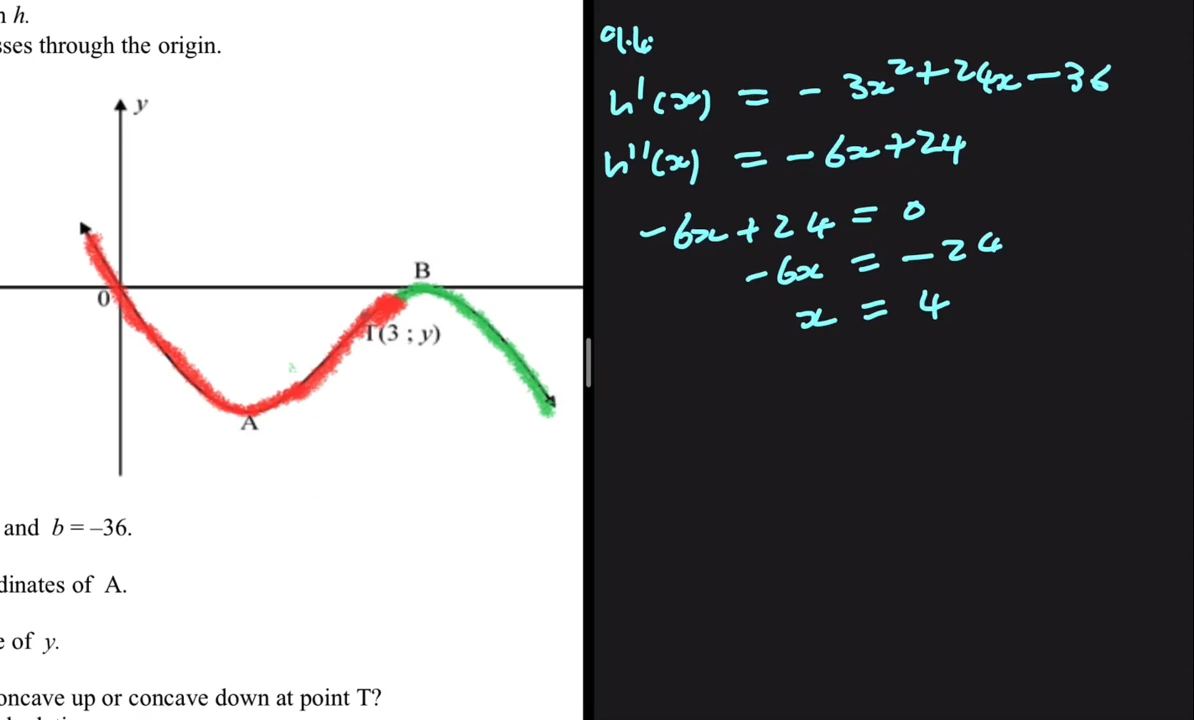 h.
sses through the origin.
y
0
B
T(3 ; y)
A
and b = –36.
dinates of A.
e of y.
oncave up or concave down at point T?
9.4.
h'(x) = - 3x²+24x-36
h''(x) = -6x+24
-6x+24 = 0
-6x = -24
x = 4